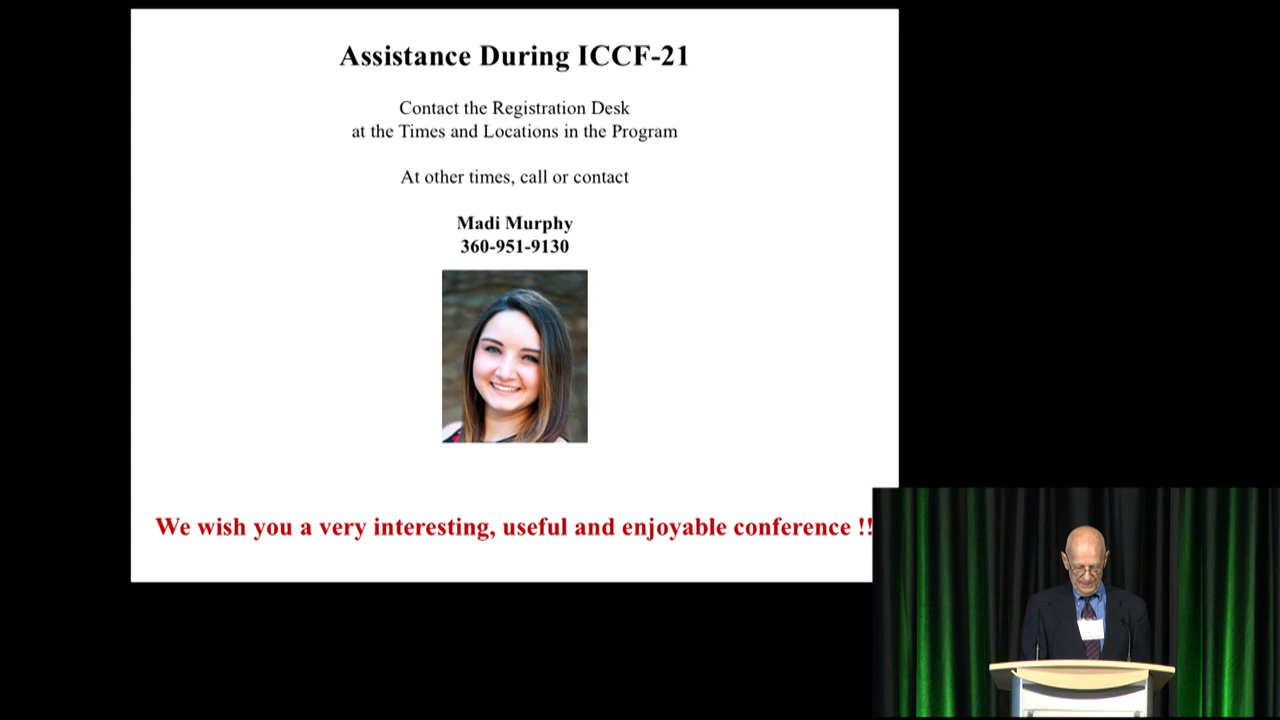 Assistance During ICCF-21
Contact the Registration Desk
at the Times and Locations in the Program
At other times, call or contact
Madi Murphy
360-951-9130
We wish you a very interesting, useful and enjoyable conference !!